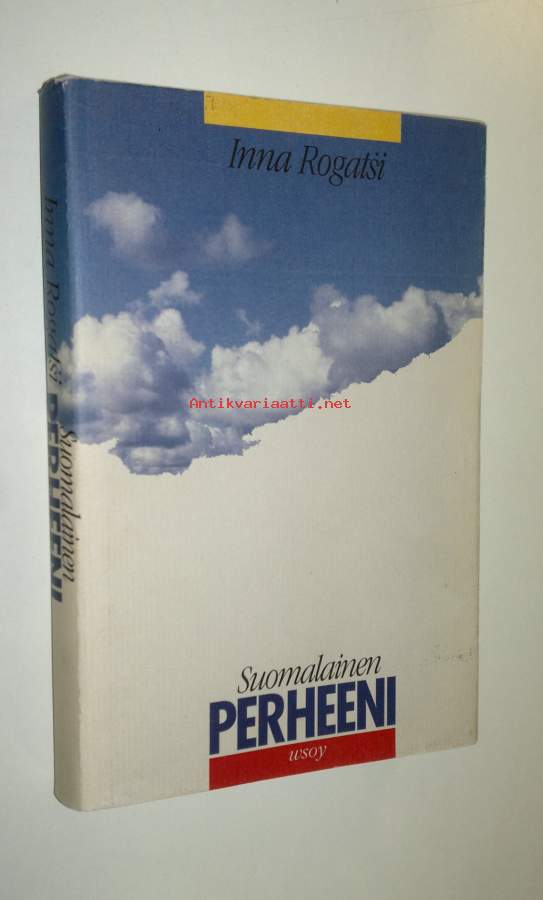 Inna Rogatši
Antikvariaatti.net
Suomalainen
PERHEENI
wsoy
Inna Rogatši
Suomalainen
PERHEENI